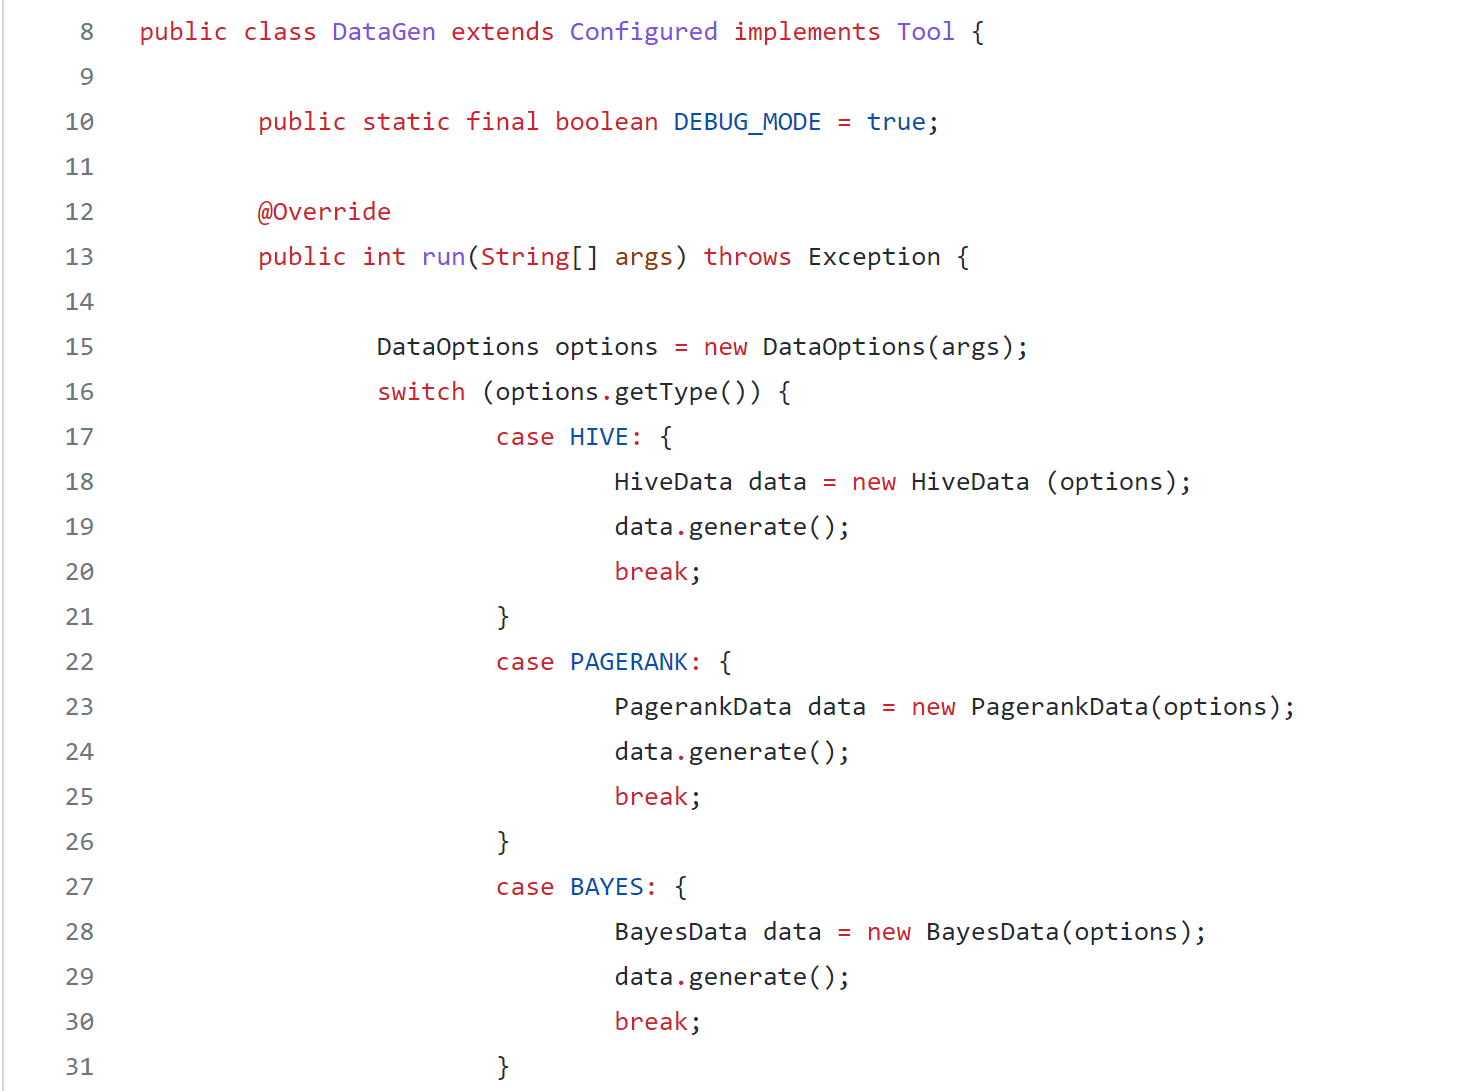 8 public class DataGen extends Configured implements Tool {
9
10 public static final boolean DEBUG_MODE = true;
11
12 @Override
13 public int run(String[] args) throws Exception {
14
15 DataOptions options = new DataOptions(args);
16 switch (options.getType()) {
17 case HIVE: {
18 HiveData data = new HiveData (options);
19 data.generate();
20 break;
21 }
22 case PAGERANK: {
23 PagerankData data = new PagerankData(options);
24 data.generate();
25 break;
26 }
27 case BAYES: {
28 BayesData data = new BayesData(options);
29 data.generate();
30 break;
31 }